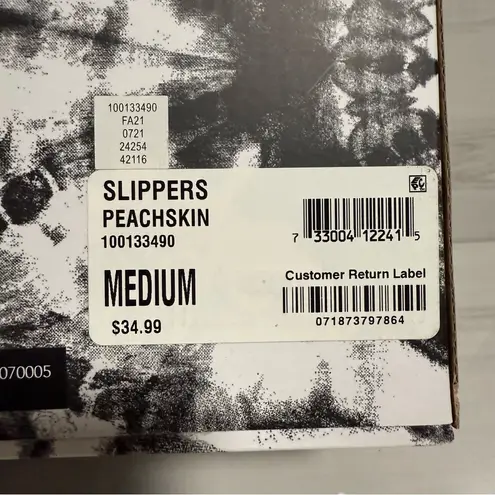 100133490
FA21
0721
24254
42116
SLIPPERS
PEACHSKIN
100133490
7 33004 12241 5
MEDIUM
Customer Return Label
$34.99
071873797864
070005